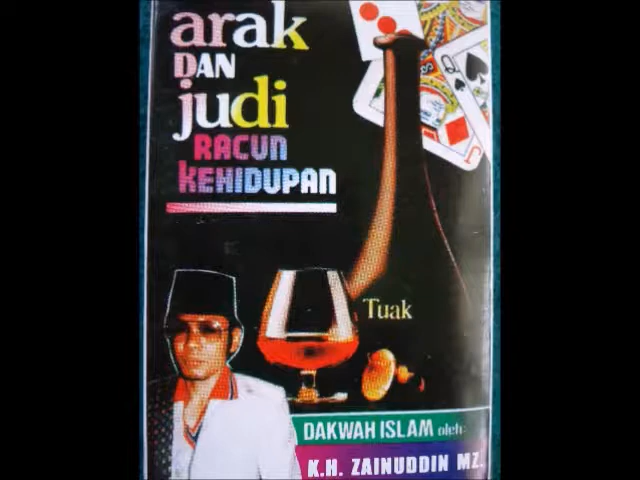 arak
DAN
judi
RACUN
KEHIDUPAN
Tuak
DAKWAH ISLAM oleh:
K.H. ZAINUDDIN MZ.